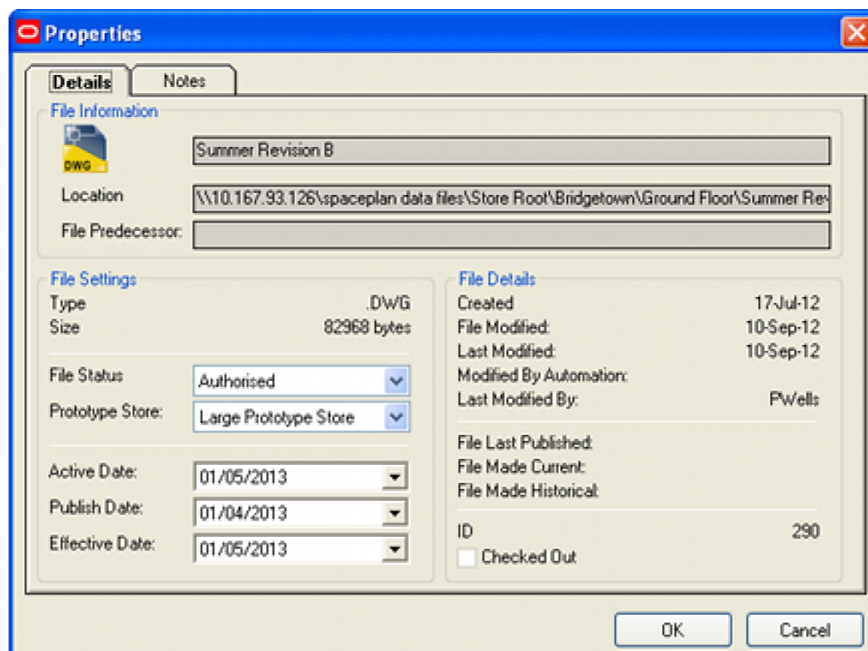 Properties
Details
Notes
File Information
DWG
Summer Revision B
Location
\\10.167.93.126\spaceplan data files\Store Root\Bridgetown\Ground Floor\Summer Rev
File Predecessor:
File Settings
Type .DWG
Size 82968 bytes
File Status Authorised
Prototype Store: Large Prototype Store
Active Date: 01/05/2013
Publish Date: 01/04/2013
Effective Date: 01/05/2013
File Details
Created 17-Jul-12
File Modified: 10-Sep-12
Last Modified: 10-Sep-12
Modified By Automation:
Last Modified By: PWells
File Last Published:
File Made Current:
File Made Historical:
ID 290
Checked Out
OK
Cancel